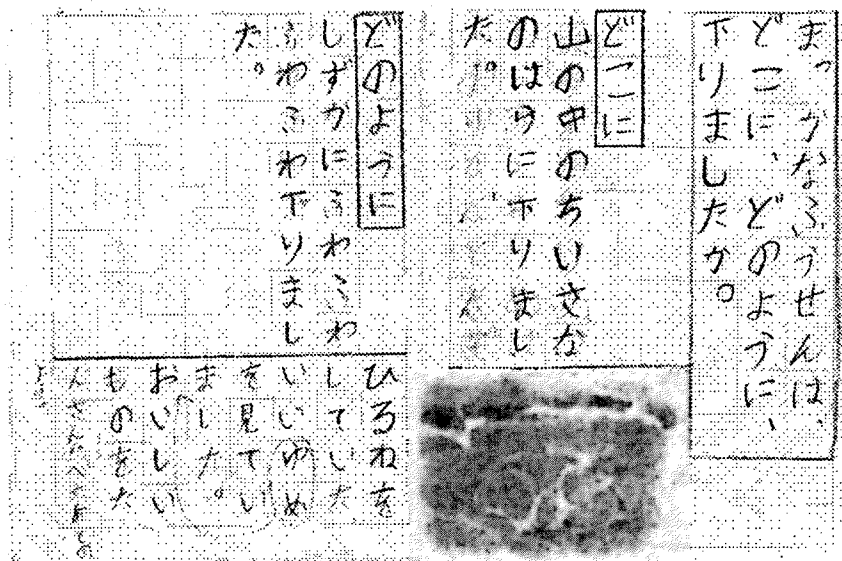 まっかなふうせんは、
どこに、どのように、
下りましたか。
どこに
山の中のちいさな
のはらに下りまし
た。
どのように
しずかにふわふわ
ふわふわ下りまし
た。
ひるねを
していた
いいゆめ
を見てい
ました。
おいしい
ものをた